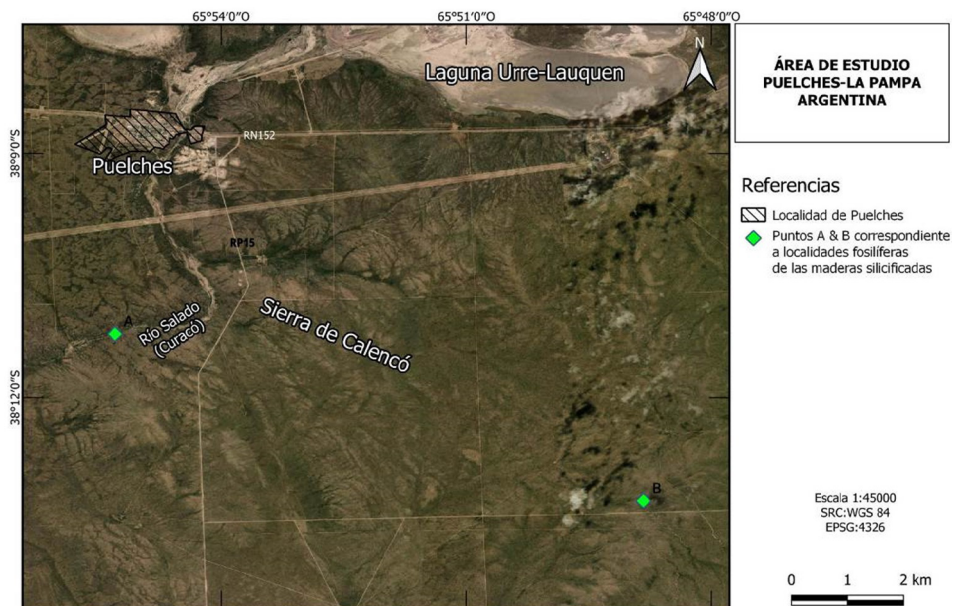 65°54'0"O
65°51'0"O
65°48'0"O
38°9'0"S
38°12'0"S
Laguna Urre-Lauquen
N
RN152
Puelches
RP15
A
Río Salado
(Curacó)
Sierra de Calencó
B
ÁREA DE ESTUDIO
PUELCHES-LA PAMPA
ARGENTINA
Referencias
Localidad de Puelches
Puntos A & B correspondiente
a localidades fosilíferas
de las maderas silicificadas
Escala 1:45000
SRC:WGS 84
EPSG:4326
0 1 2 km